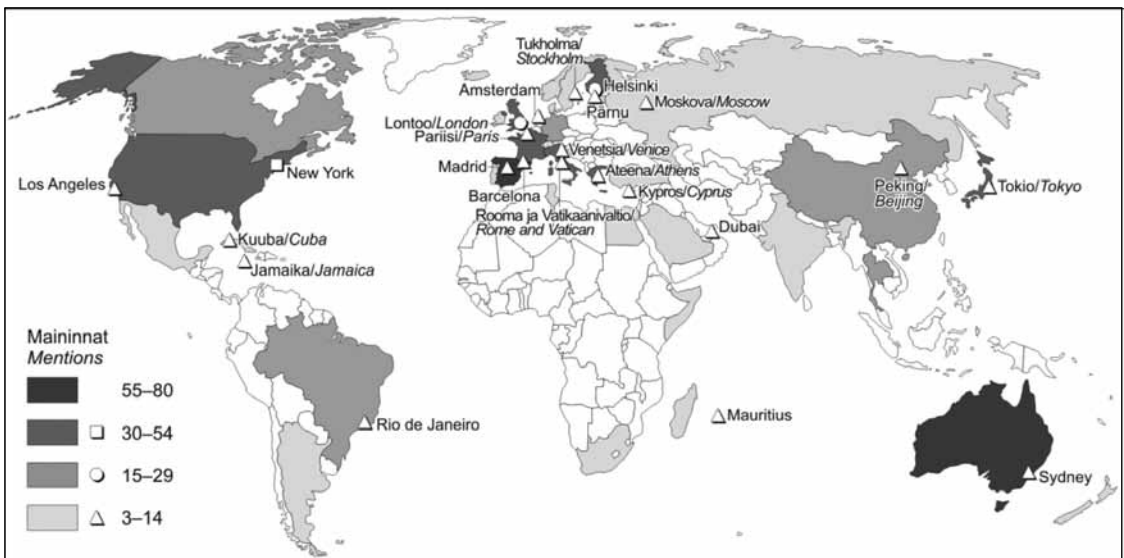 Tukholma/
Stockholm
Amsterdam
Helsinki
Pärnu
Moskova/Moscow
Lontoo/London
Pariisi/Paris
Venetsia/Venice
New York
Madrid
Ateena/Athens
Los Angeles
Barcelona
Kypros/Cyprus
Peking/
Beijing
Tokio/Tokyo
Rooma ja Vatikaanivaltio/
Rome and Vatican
Dubai
Kuuba/Cuba
Jamaika/Jamaica
Maininnat
Mentions
55–80
30–54
15–29
3–14
Rio de Janeiro
Mauritius
Sydney